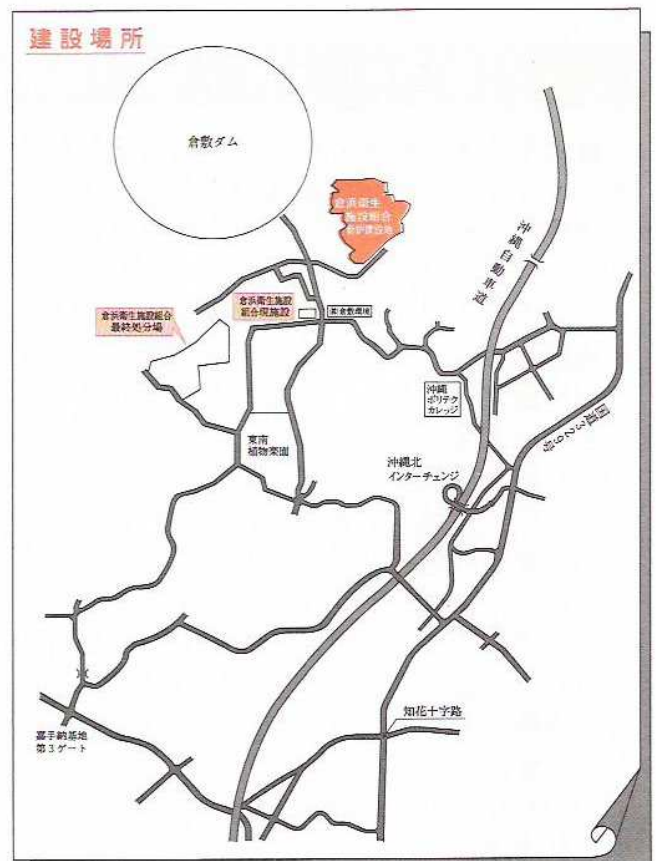 建設場所
倉敷ダム
倉浜衛生
施設組合
新炉建設地
沖縄自動車道
倉浜衛生施設組合
最終処分場
倉浜衛生施設
組合現施設
㈱倉敷環境
沖縄
ポリテク
カレッジ
国道329号
東南
植物楽園
沖縄北
インターチェンジ
知花十字路
嘉手納基地
第3ゲート